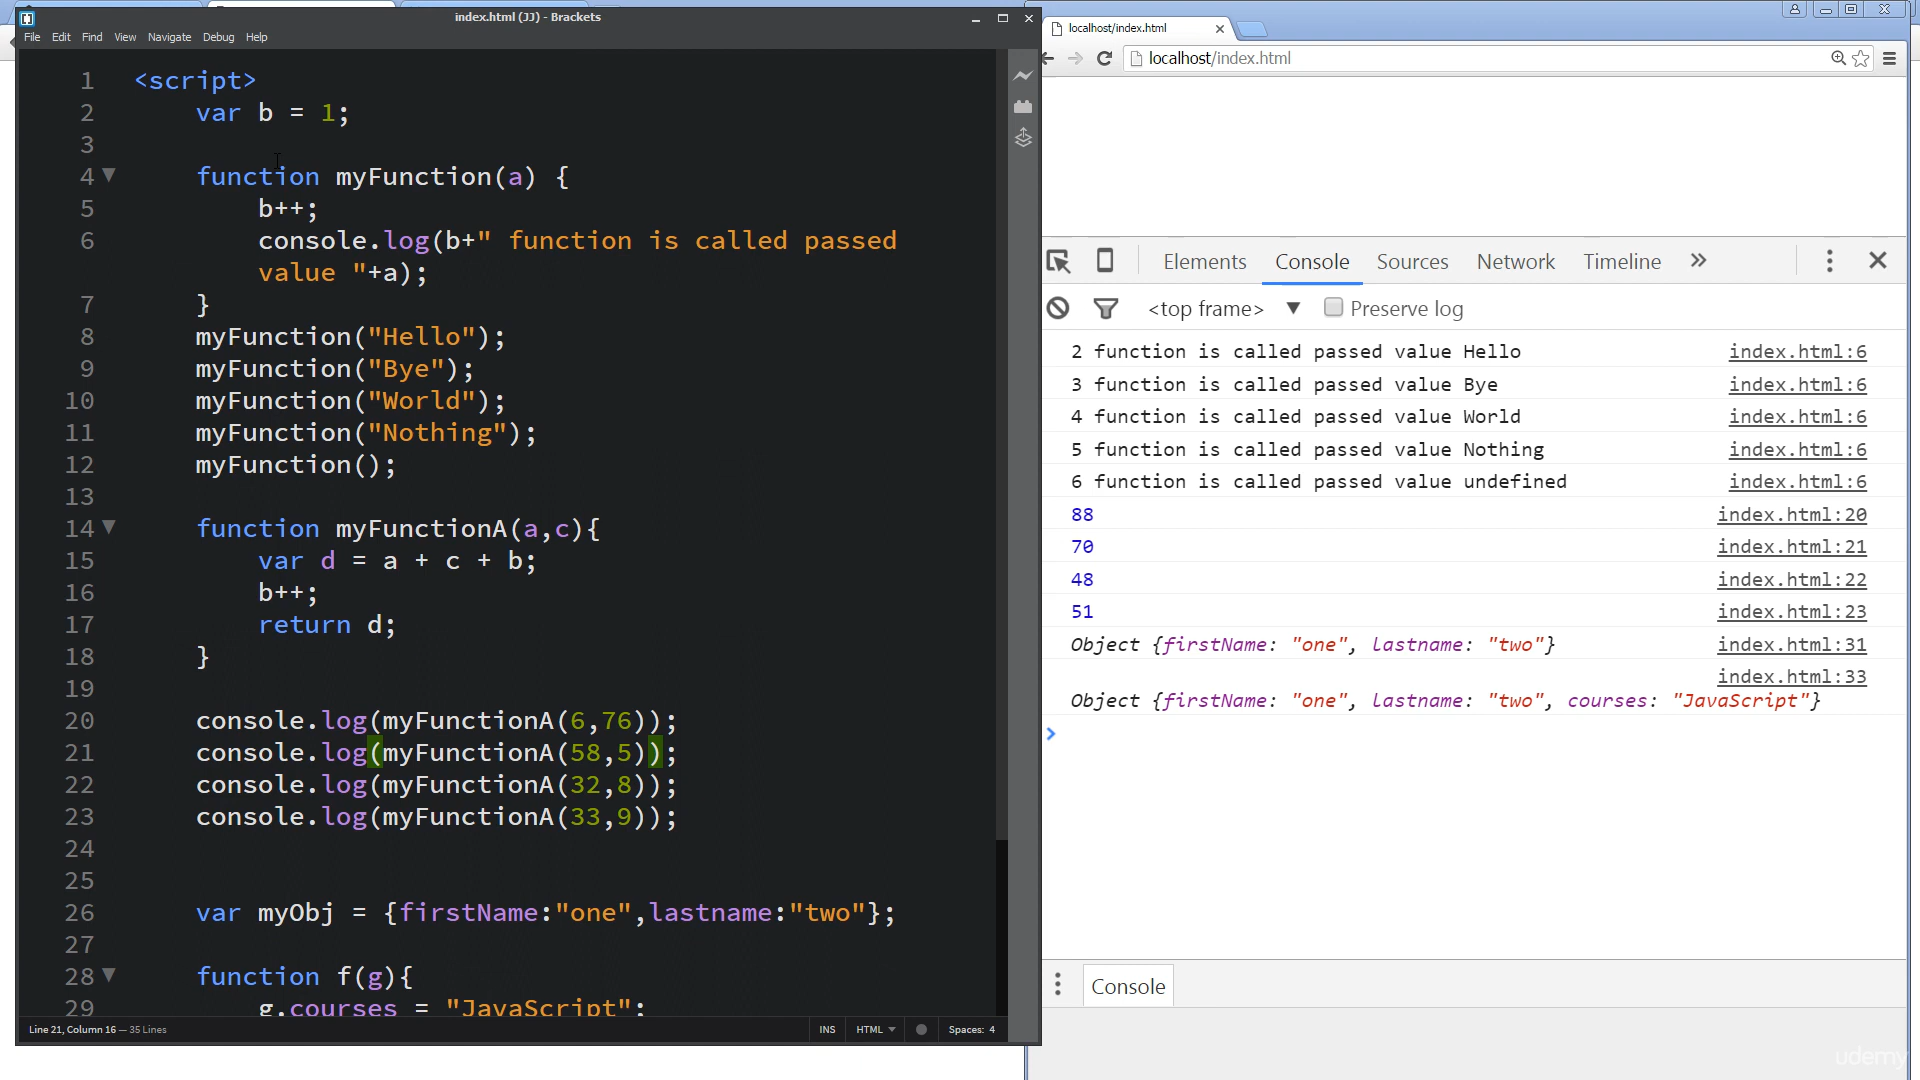 index.html (JJ) - Brackets
File Edit Find View Navigate Debug Help
1 <script>
2 var b = 1;
3
4 function myFunction(a) {
5 b++;
6 console.log(b+" function is called passed
value "+a);
7 }
8 myFunction("Hello");
9 myFunction("Bye");
10 myFunction("World");
11 myFunction("Nothing");
12 myFunction();
13
14 function myFunctionA(a,c){
15 var d = a + c + b;
16 b++;
17 return d;
18 }
19
20 console.log(myFunctionA(6,76));
21 console.log(myFunctionA(58,5));
22 console.log(myFunctionA(32,8));
23 console.log(myFunctionA(33,9));
24
25
26 var myObj = {firstName:"one",lastname:"two"};
27
28 function f(g){
29 g.courses = "JavaScript";
Line 21, Column 16 — 35 Lines
INS HTML Spaces: 4
localhost/index.html
localhost/index.html
Elements Console Sources Network Timeline »
<top frame> ▼ Preserve log
2 function is called passed value Hello index.html:6
3 function is called passed value Bye index.html:6
4 function is called passed value World index.html:6
5 function is called passed value Nothing index.html:6
6 function is called passed value undefined index.html:6
88 index.html:20
70 index.html:21
48 index.html:22
51 index.html:23
Object {firstName: "one", lastname: "two"} index.html:31
index.html:33
Object {firstName: "one", lastname: "two", courses: "JavaScript"}
>
Console
udemy